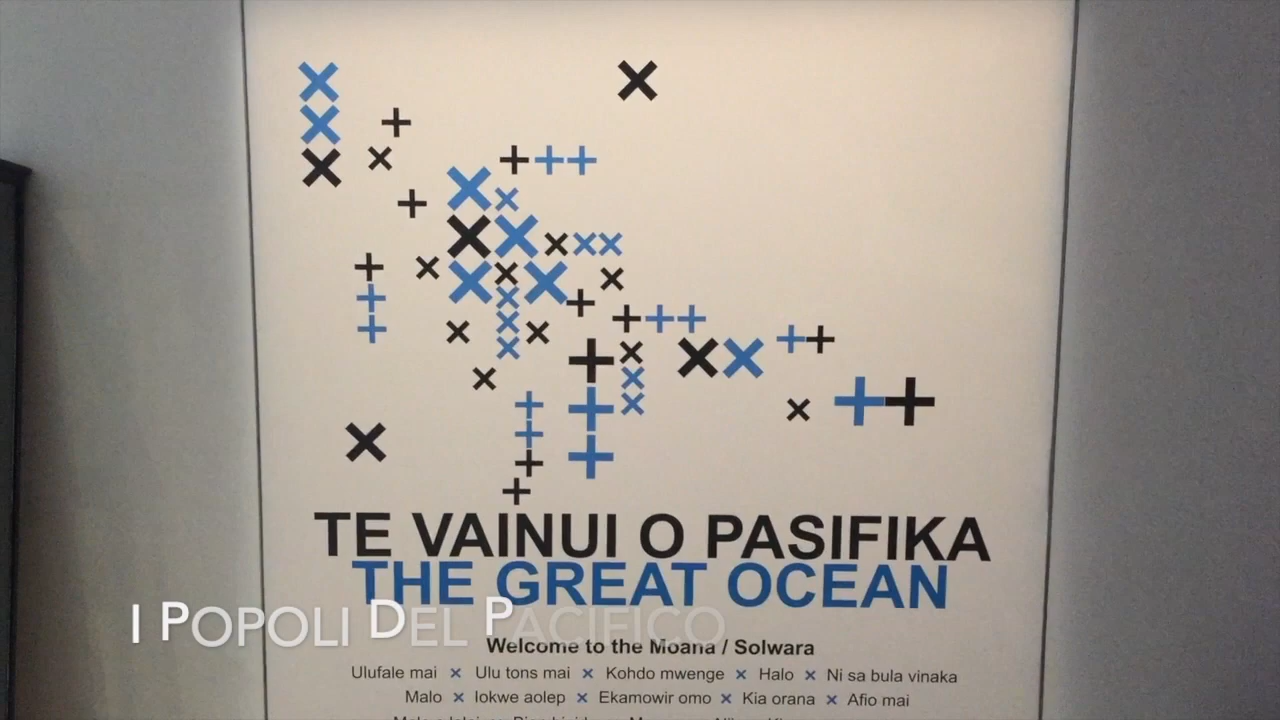 TE VAINUI O PASIFIKA
THE GREAT OCEAN
I POPOLI DEL PACIFICO
Welcome to the Moana / Solwara
Ulufale mai × Ulu tons mai × Kohdo mwenge × Halo × Ni sa bula vinaka
Malo × Iokwe aolep × Ekamowir omo × Kia orana × Afio mai